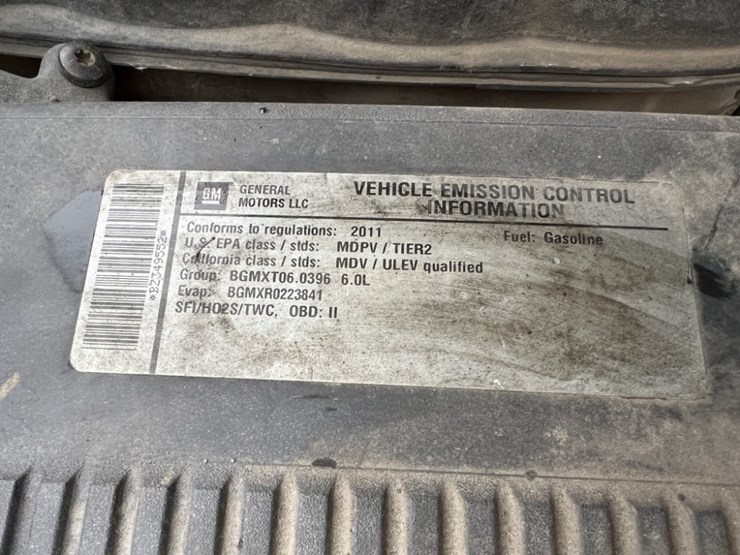 GM GENERAL MOTORS LLC
VEHICLE EMISSION CONTROL
INFORMATION
Conforms to regulations: 2011 Fuel: Gasoline
U.S. EPA class / stds: MDPV / TIER2
California class / stds: MDV / ULEV qualified
Group: BGMXT06.0396 6.0L
Evap: BGMXR0223841
SFI/HO2S/TWC, OBD: II
*B2349552*